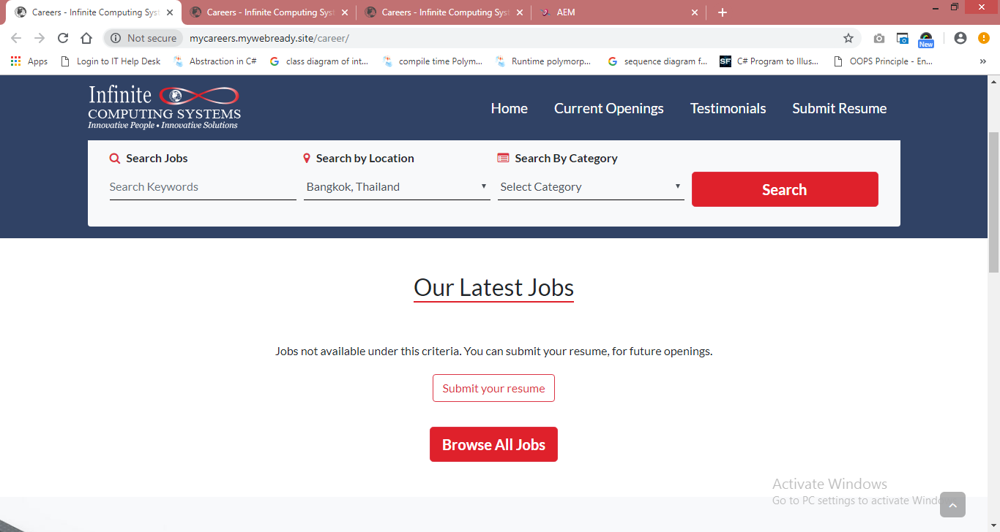 Careers - Infinite Computing Syst
Careers - Infinite Computing Syst
Careers - Infinite Computing Syst
AEM
Not secure
mycareers.mywebready.site/career/
New
Apps
Login to IT Help Desk
Abstraction in C#
class diagram of int...
compile time Polym...
Runtime polymorp...
sequence diagram f...
SF
C# Program to Illus...
OOPS Principle - En...
Infinite
COMPUTING SYSTEMS
Innovative People • Innovative Solutions
Home
Current Openings
Testimonials
Submit Resume
Search Jobs
Search by Location
Search By Category
Search Keywords
Bangkok, Thailand
Select Category
Search
Our Latest Jobs
Jobs not available under this criteria. You can submit your resume, for future openings.
Submit your resume
Browse All Jobs
Activate Windows
Go to PC settings to activate Windo